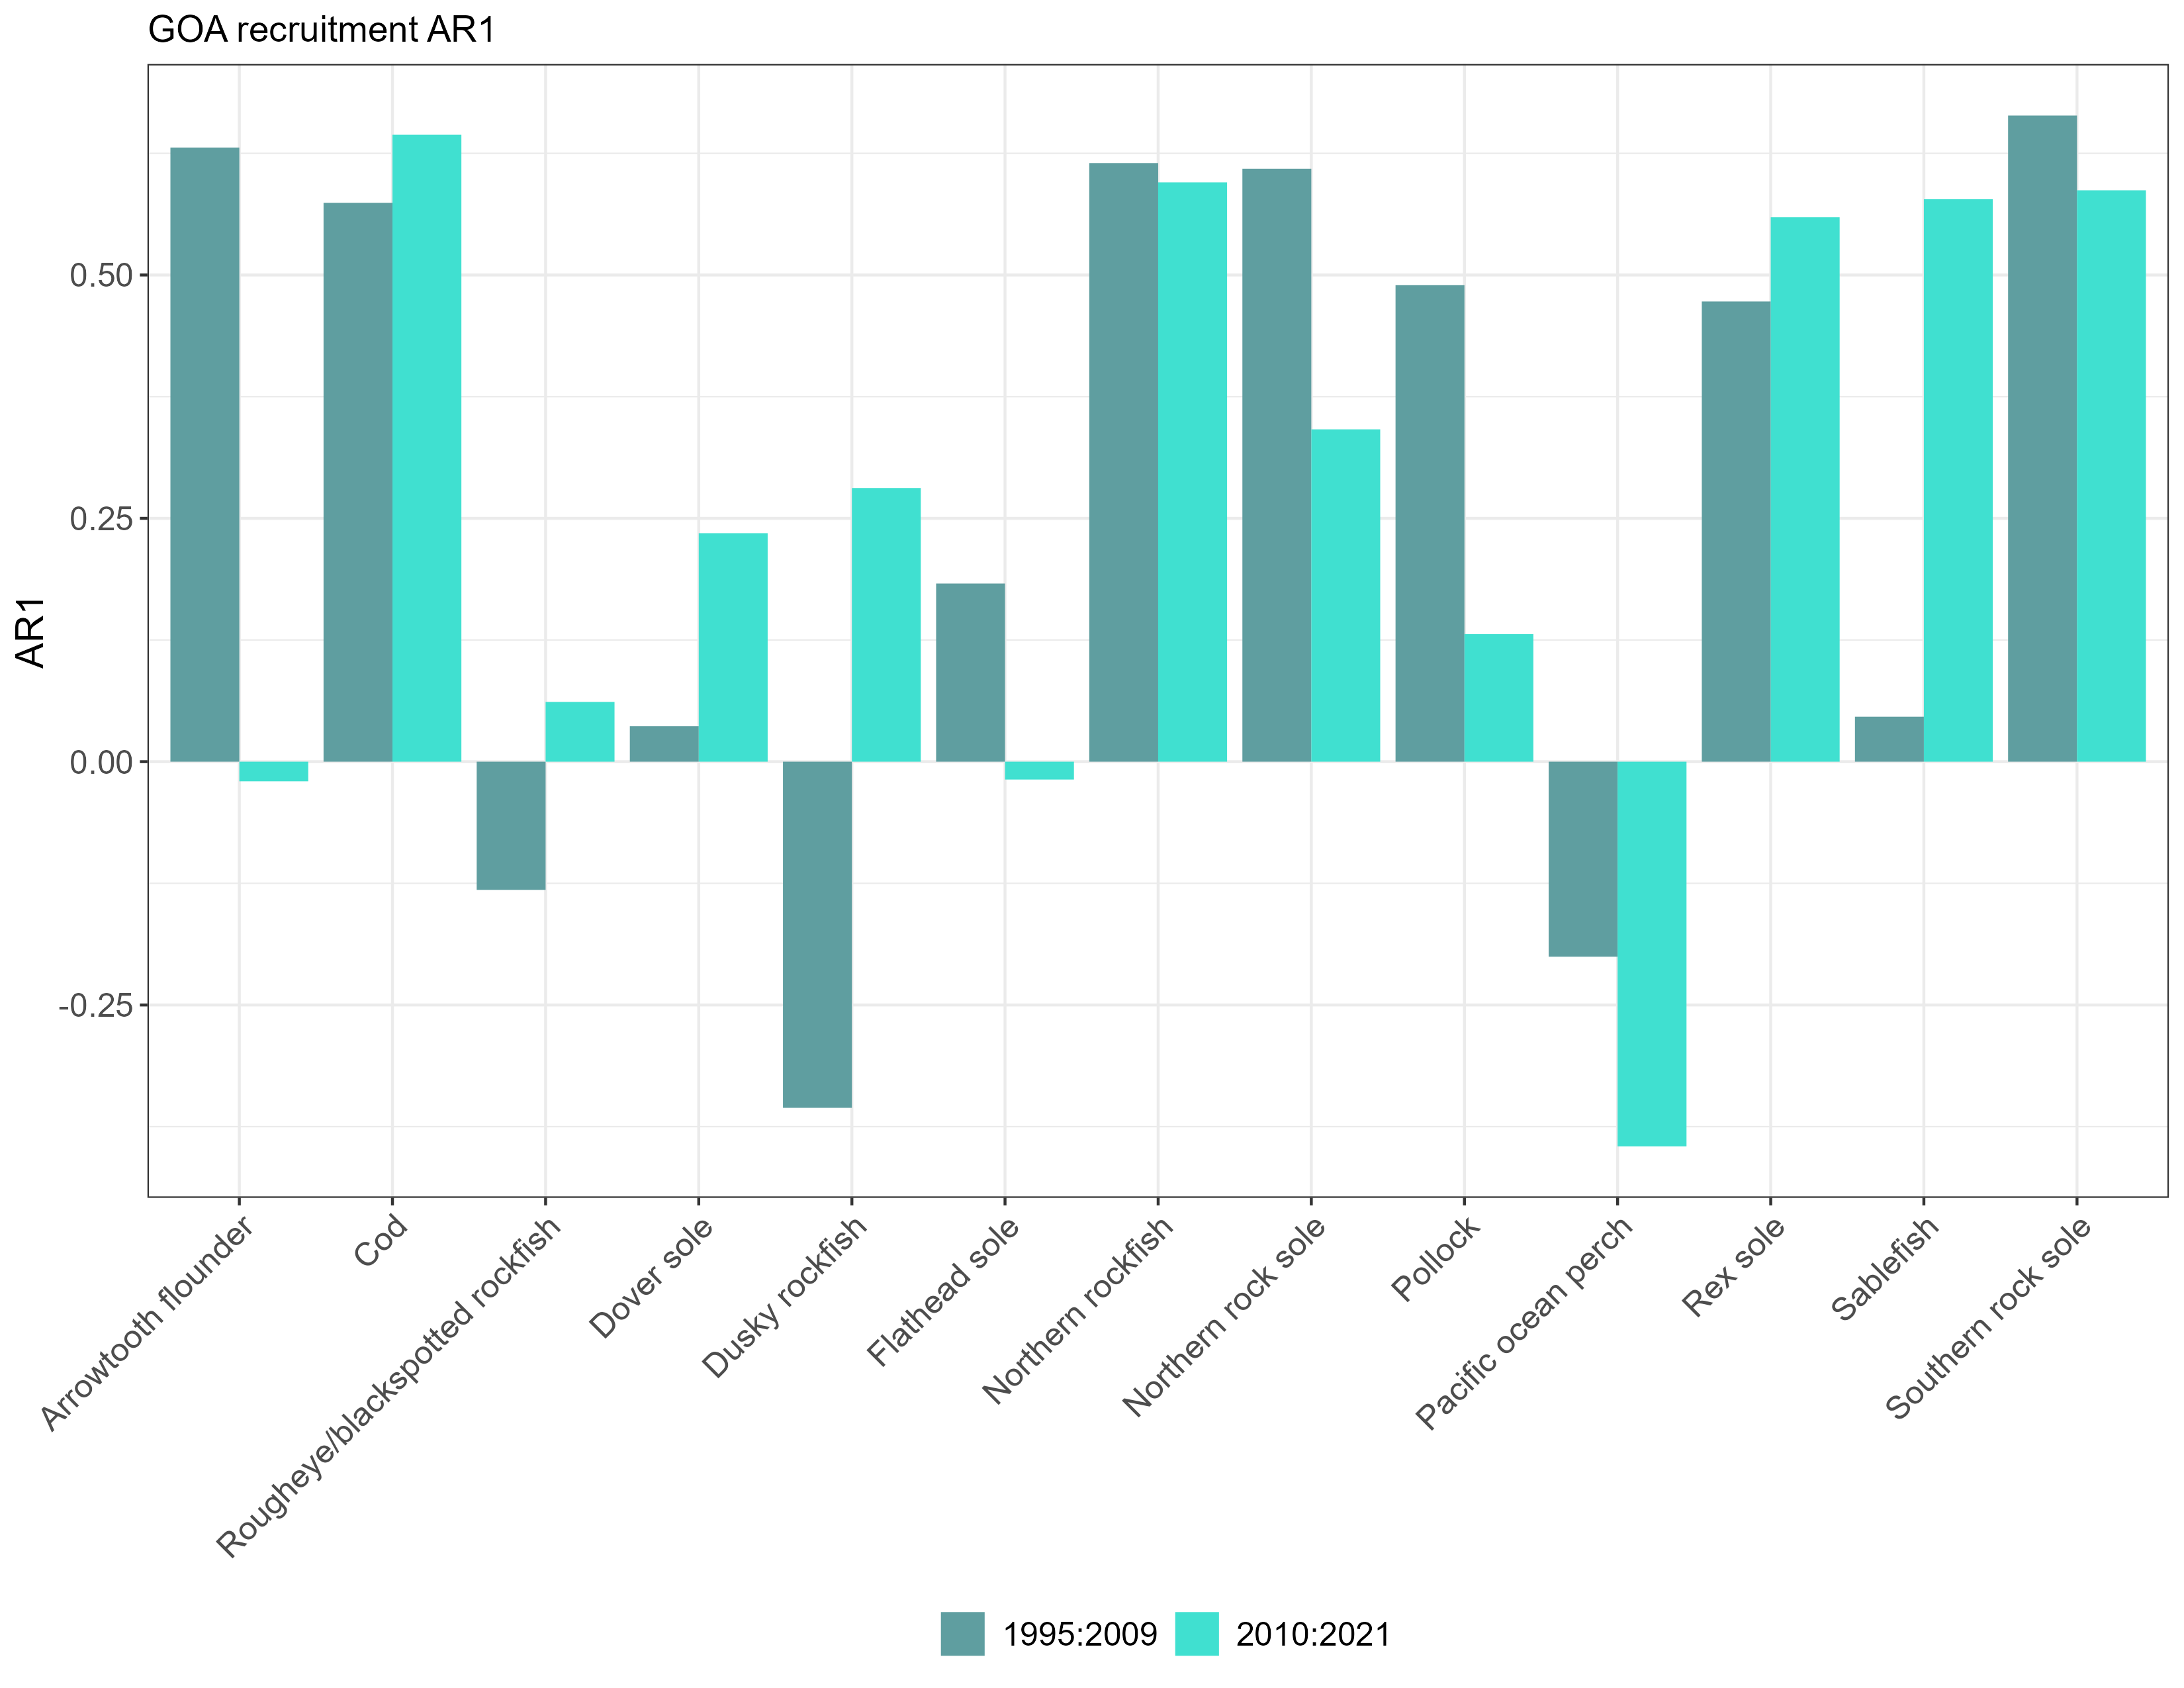 GOA recruitment AR1
AR1
0.50
0.25
0.00
-0.25
Arrowtooth flounder
Cod
Rougheye/blackspotted rockfish
Dover sole
Dusky rockfish
Flathead sole
Northern rockfish
Northern rock sole
Pollock
Pacific ocean perch
Rex sole
Sablefish
Southern rock sole
1995:2009
2010:2021